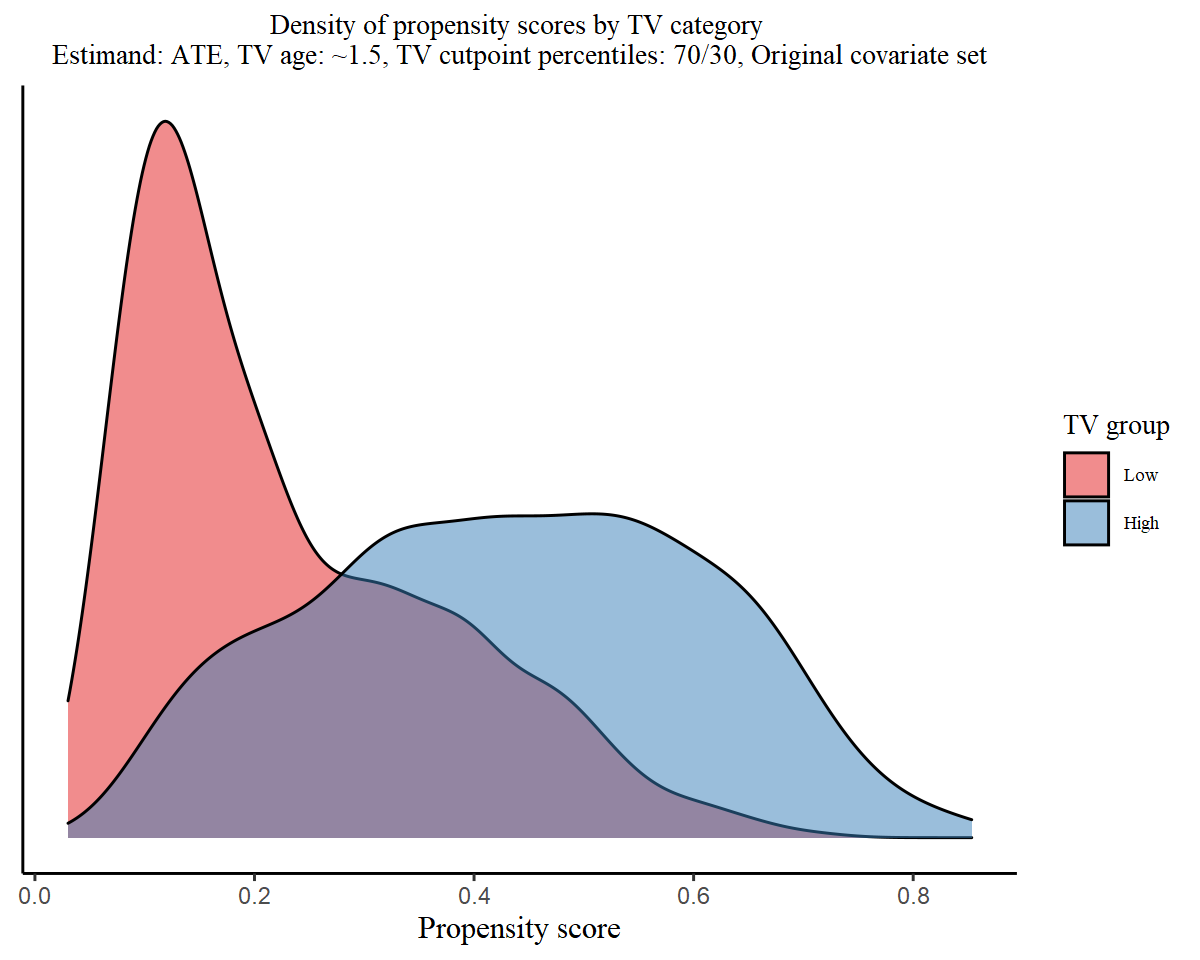 Density of propensity scores by TV category
Estimand: ATE, TV age: ~1.5, TV cutpoint percentiles: 70/30, Original covariate set
TV group
Low
High
0.0 0.2 0.4 0.6 0.8
Propensity score